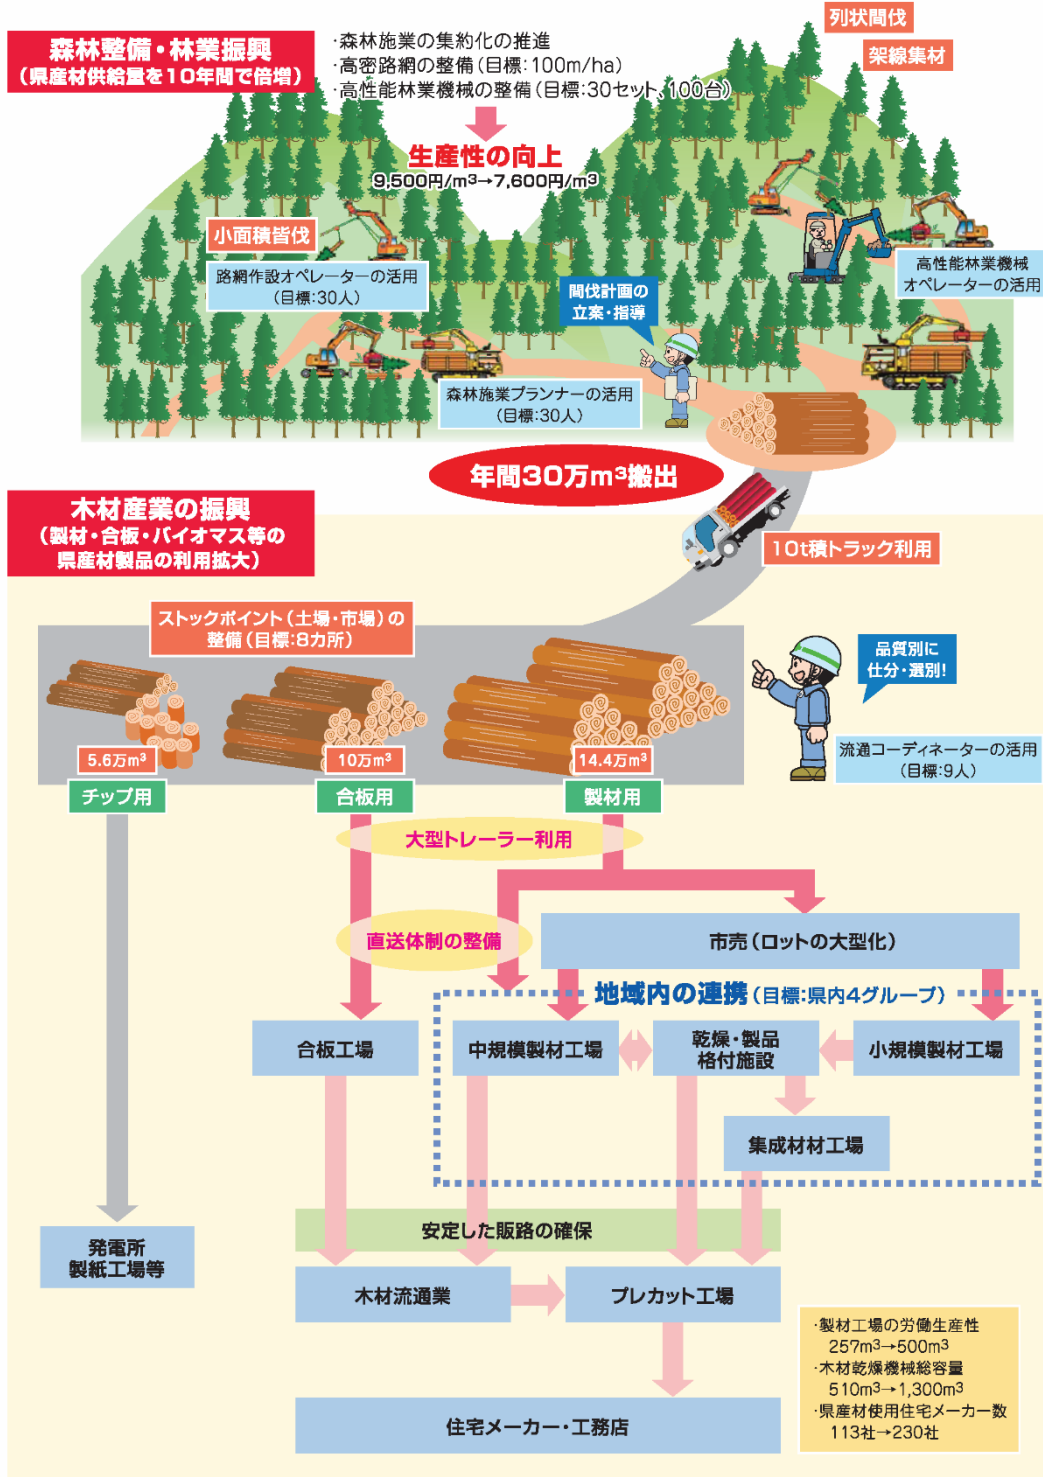 森林整備・林業振興
（県産材供給量を10年間で倍増）
・森林施業の集約化の推進
・高密路網の整備（目標：100m/ha）
・高性能林業機械の整備（目標：30セット、100台）
生産性の向上
9,500円/m³→7,600円/m³
列状間伐
架線集材
小面積皆伐
路網作設オペレーターの活用
（目標：30人）
間伐計画の
立案・指導
高性能林業機械
オペレーターの活用
森林施業プランナーの活用
（目標：30人）
年間30万m³搬出
木材産業の振興
（製材・合板・バイオマス等の
県産材製品の利用拡大）
10t積トラック利用
ストックポイント（土場・市場）の
整備（目標：8カ所）
品質別に
仕分・選別！
流通コーディネーターの活用
（目標：9人）
5.6万m³
10万m³
14.4万m³
チップ用
合板用
製材用
大型トレーラー利用
直送体制の整備
市売（ロットの大型化）
地域内の連携（目標：県内4グループ）
合板工場
中規模製材工場
乾燥・製品
格付施設
小規模製材工場
集成材材工場
安定した販路の確保
発電所
製紙工場等
木材流通業
プレカット工場
住宅メーカー・工務店
・製材工場の労働生産性
257m³→500m³
・木材乾燥機械総容量
510m³→1,300m³
・県産材使用住宅メーカー数
113社→230社